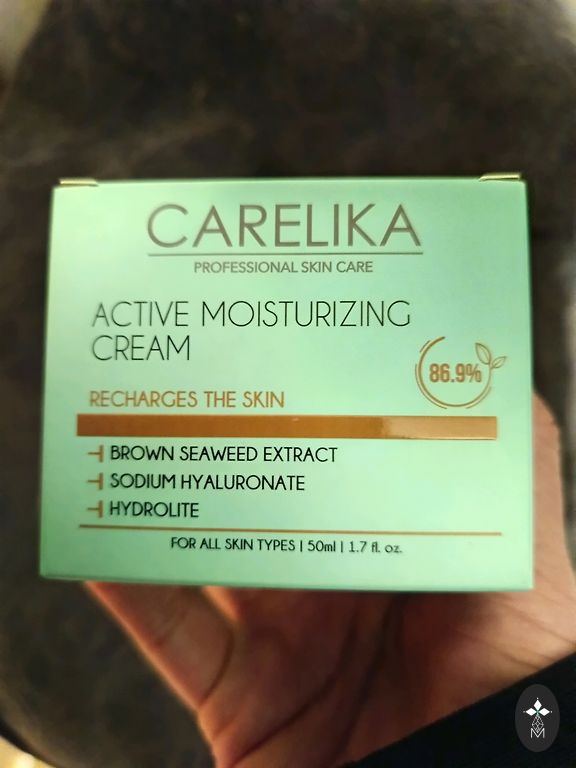 CARELIKA
PROFESSIONAL SKIN CARE
ACTIVE MOISTURIZING
CREAM
86.9%
RECHARGES THE SKIN
BROWN SEAWEED EXTRACT
SODIUM HYALURONATE
HYDROLITE
FOR ALL SKIN TYPES | 50ml | 1.7 fl. oz.
M